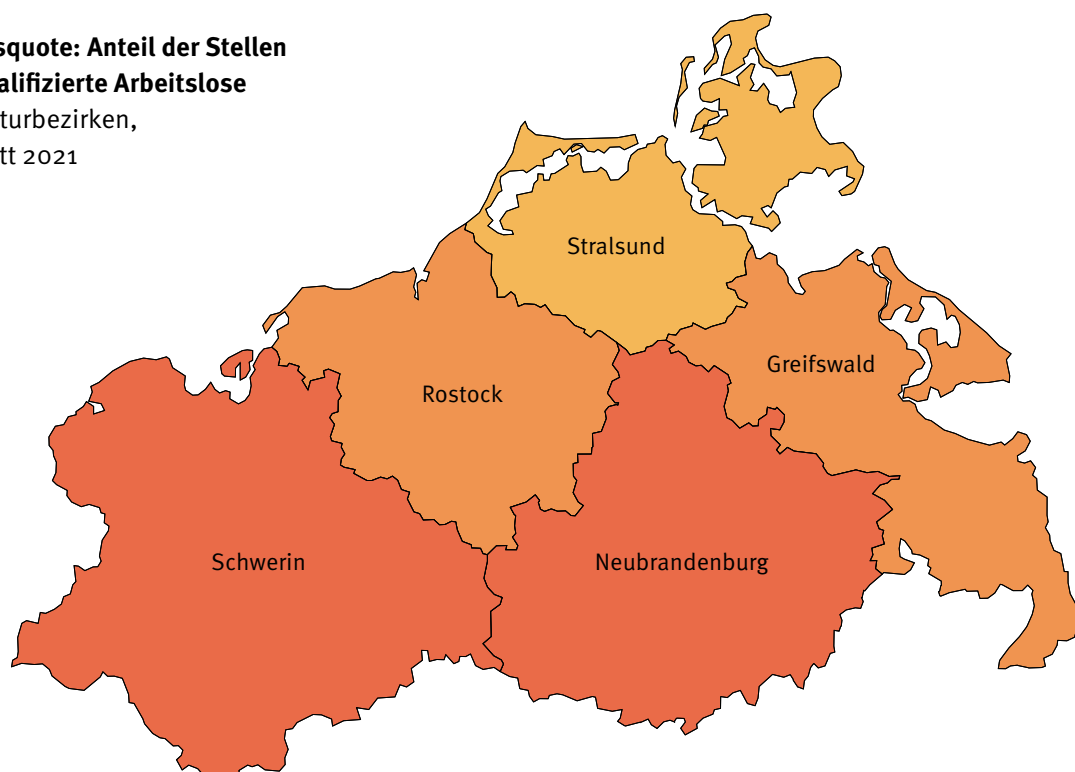 squote: Anteil der Stellen
alifizierte Arbeitslose
turbezirken,
tt 2021
Stralsund
Greifswald
Rostock
Schwerin
Neubrandenburg